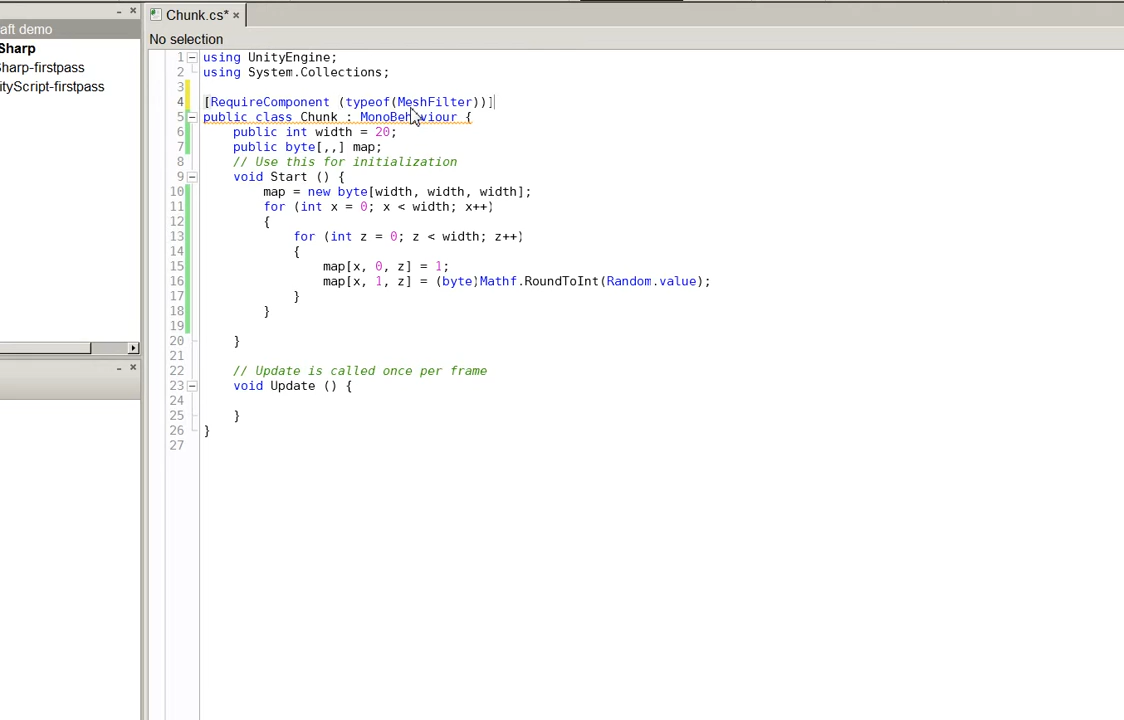 aft demo
Sharp
harp-firstpass
ityScript-firstpass
Chunk.cs*
No selection
1 using UnityEngine;
2 using System.Collections;
3
4 [RequireComponent (typeof(MeshFilter))]
5 public class Chunk : MonoBehaviour {
6 public int width = 20;
7 public byte[,,] map;
8 // Use this for initialization
9 void Start () {
10 map = new byte[width, width, width];
11 for (int x = 0; x < width; x++)
12 {
13 for (int z = 0; z < width; z++)
14 {
15 map[x, 0, z] = 1;
16 map[x, 1, z] = (byte)Mathf.RoundToInt(Random.value);
17 }
18 }
19
20 }
21
22 // Update is called once per frame
23 void Update () {
24
25 }
26 }
27